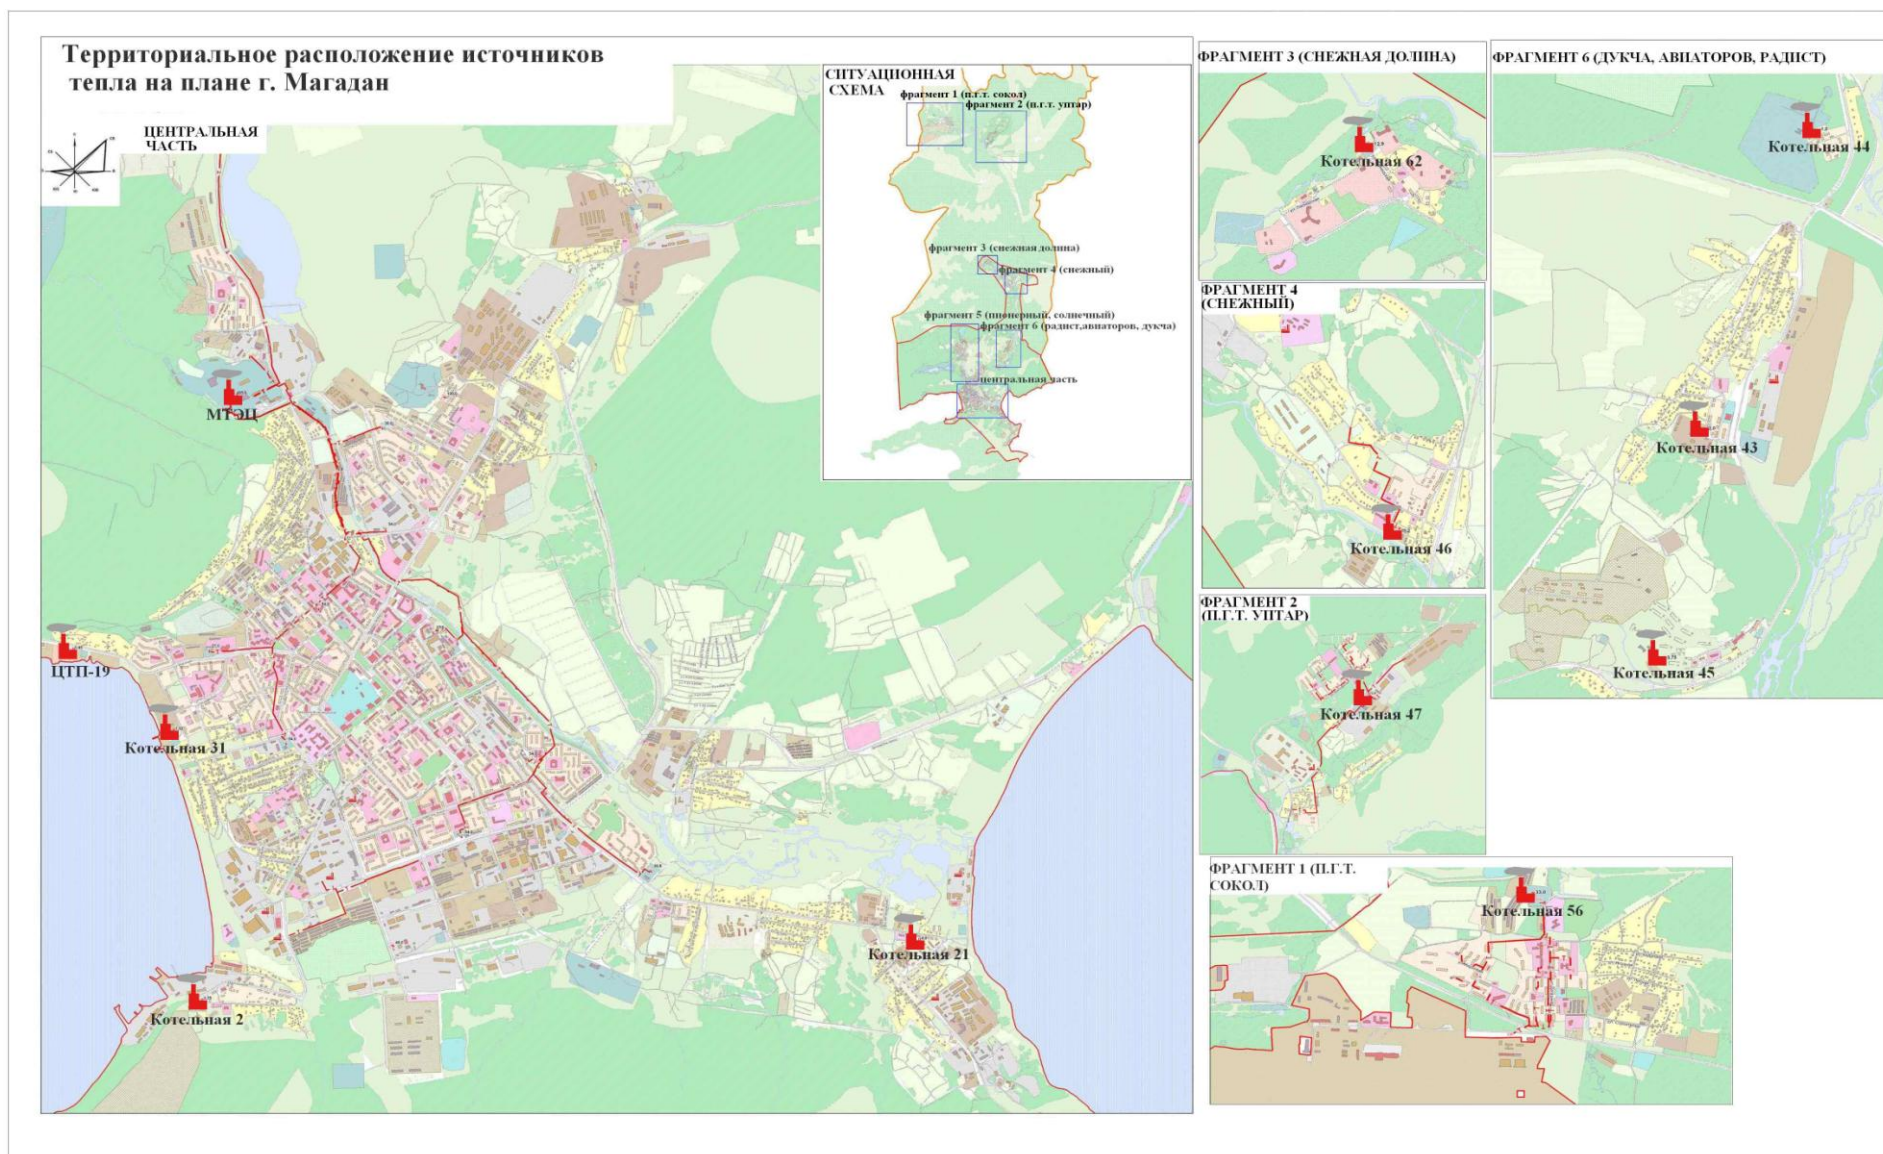 Территориальное расположение источников
тепла на плане г. Магадан
ЦЕНТРАЛЬНАЯ
ЧАСТЬ
МТЭЦ
ЦТП-19
Котельная 31
Котельная 2
Котельная 21
СИТУАЦИОННАЯ
СХЕМА
фрагмент 1 (п.г.т. сокол)
фрагмент 2 (п.г.т. уптар)
фрагмент 3 (снежная долина)
фрагмент 4 (снежный)
фрагмент 5 (пионерный, солнечный)
фрагмент 6 (радист,авиаторов, дукча)
центральная часть
ФРАГМЕНТ 3 (СНЕЖНАЯ ДОЛИНА)
Котельная 62
ФРАГМЕНТ 4
(СНЕЖНЫЙ)
Котельная 46
ФРАГМЕНТ 2
(П.Г.Т. УПТАР)
Котельная 47
ФРАГМЕНТ 6 (ДУКЧА, АВИАТОРОВ, РАДИСТ)
Котельная 44
Котельная 43
Котельная 45
ФРАГМЕНТ 1 (П.Г.Т.
СОКОЛ)
Котельная 56